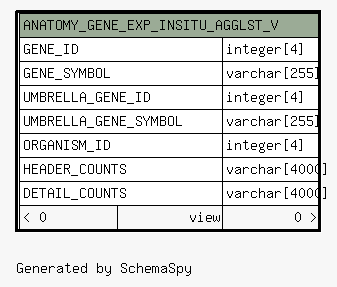 ANATOMY_GENE_EXP_INSITU_AGGLST_V
GENE_ID integer[4]
GENE_SYMBOL varchar[255]
UMBRELLA_GENE_ID integer[4]
UMBRELLA_GENE_SYMBOL varchar[255]
ORGANISM_ID integer[4]
HEADER_COUNTS varchar[4000]
DETAIL_COUNTS varchar[4000]
< 0 view 0 >
Generated by SchemaSpy